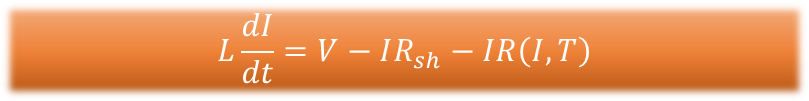 L dI/dt = V − IR_sh − IR(I, T)